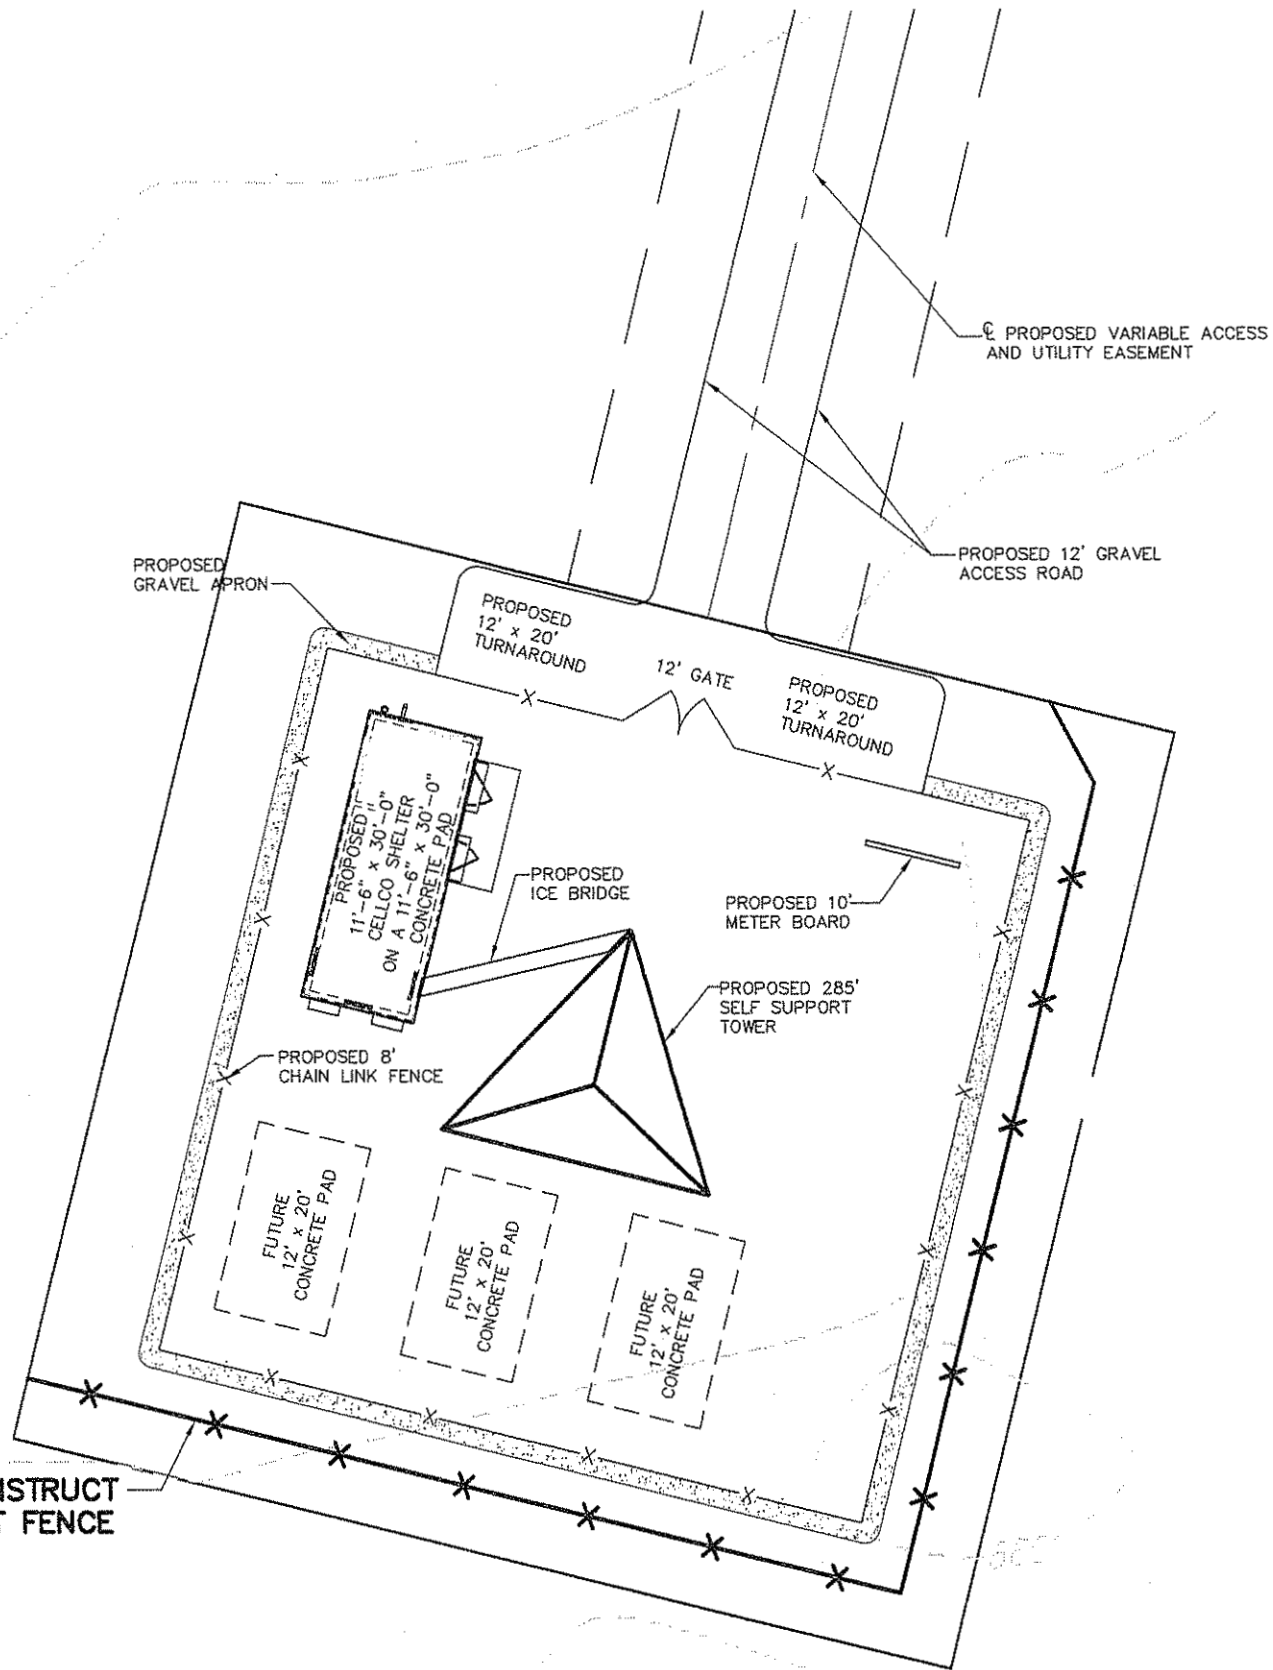 ℄ PROPOSED VARIABLE ACCESS
AND UTILITY EASEMENT
PROPOSED 12' GRAVEL
ACCESS ROAD
PROPOSED
GRAVEL APRON
PROPOSED
12' x 20'
TURNAROUND
12' GATE
PROPOSED
12' x 20'
TURNAROUND
PROPOSED
11'-6" x 30'-0"
CELLCO SHELTER
ON A 11'-6" x 30'-0"
CONCRETE PAD
PROPOSED
ICE BRIDGE
PROPOSED 10'
METER BOARD
PROPOSED 285'
SELF SUPPORT
TOWER
PROPOSED 8'
CHAIN LINK FENCE
FUTURE
12' x 20'
CONCRETE PAD
FUTURE
12' x 20'
CONCRETE PAD
FUTURE
12' x 20'
CONCRETE PAD
ISTRUCT
T FENCE